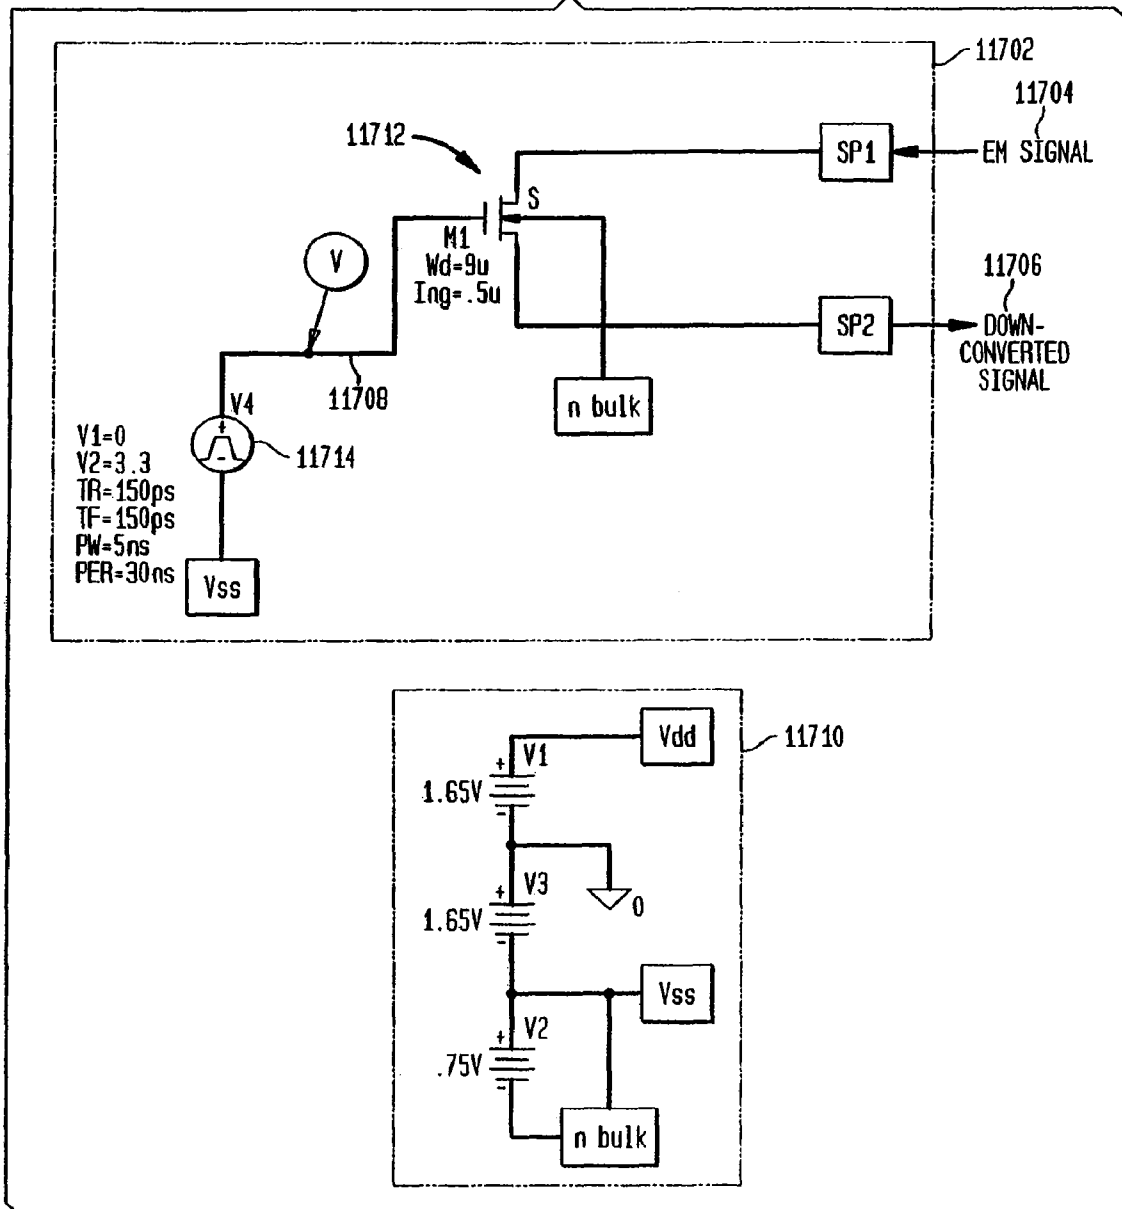 11702
11704
EM SIGNAL
SP1
11712
S
M1
Wd=9u
Ing=.5u
V
11706
DOWN-
CONVERTED
SIGNAL
SP2
11708
n bulk
V4
11714
V1=0
V2=3.3
TR=150ps
TF=150ps
PW=5ns
PER=30ns
+
-
Vss
Vdd
11710
+ V1
1.65V
-
+ V3
1.65V
-
0
Vss
+ V2
.75V
-
n bulk